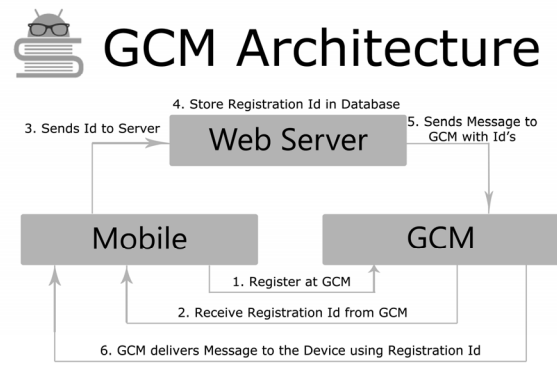 GCM Architecture
4. Store Registration Id in Database
3. Sends Id to Server
Web Server
5. Sends Message to
GCM with Id's
Mobile
GCM
1. Register at GCM
2. Receive Registration Id from GCM
6. GCM delivers Message to the Device using Registration Id